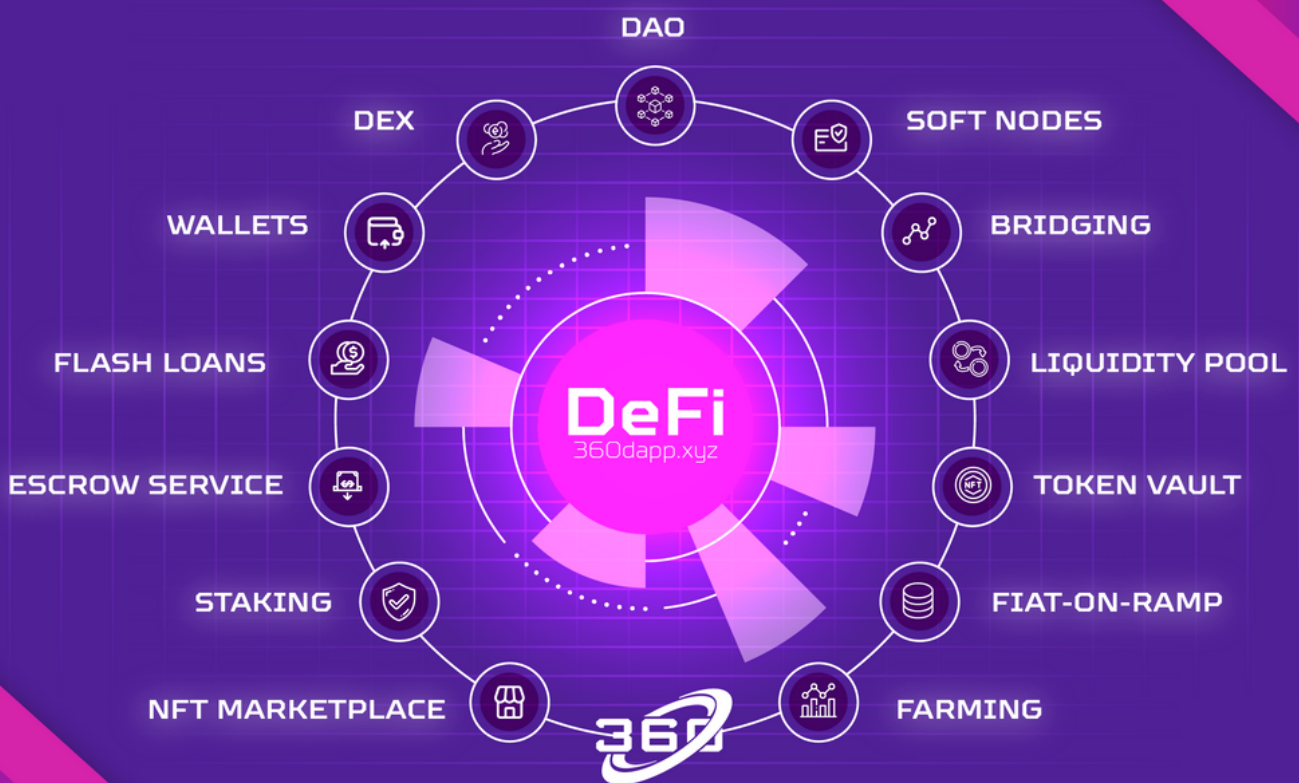 DAO
DEX
SOFT NODES
WALLETS
BRIDGING
FLASH LOANS
LIQUIDITY POOL
DeFi
360dapp.xyz
ESCROW SERVICE
TOKEN VAULT
NFT
STAKING
FIAT-ON-RAMP
NFT MARKETPLACE
FARMING
360